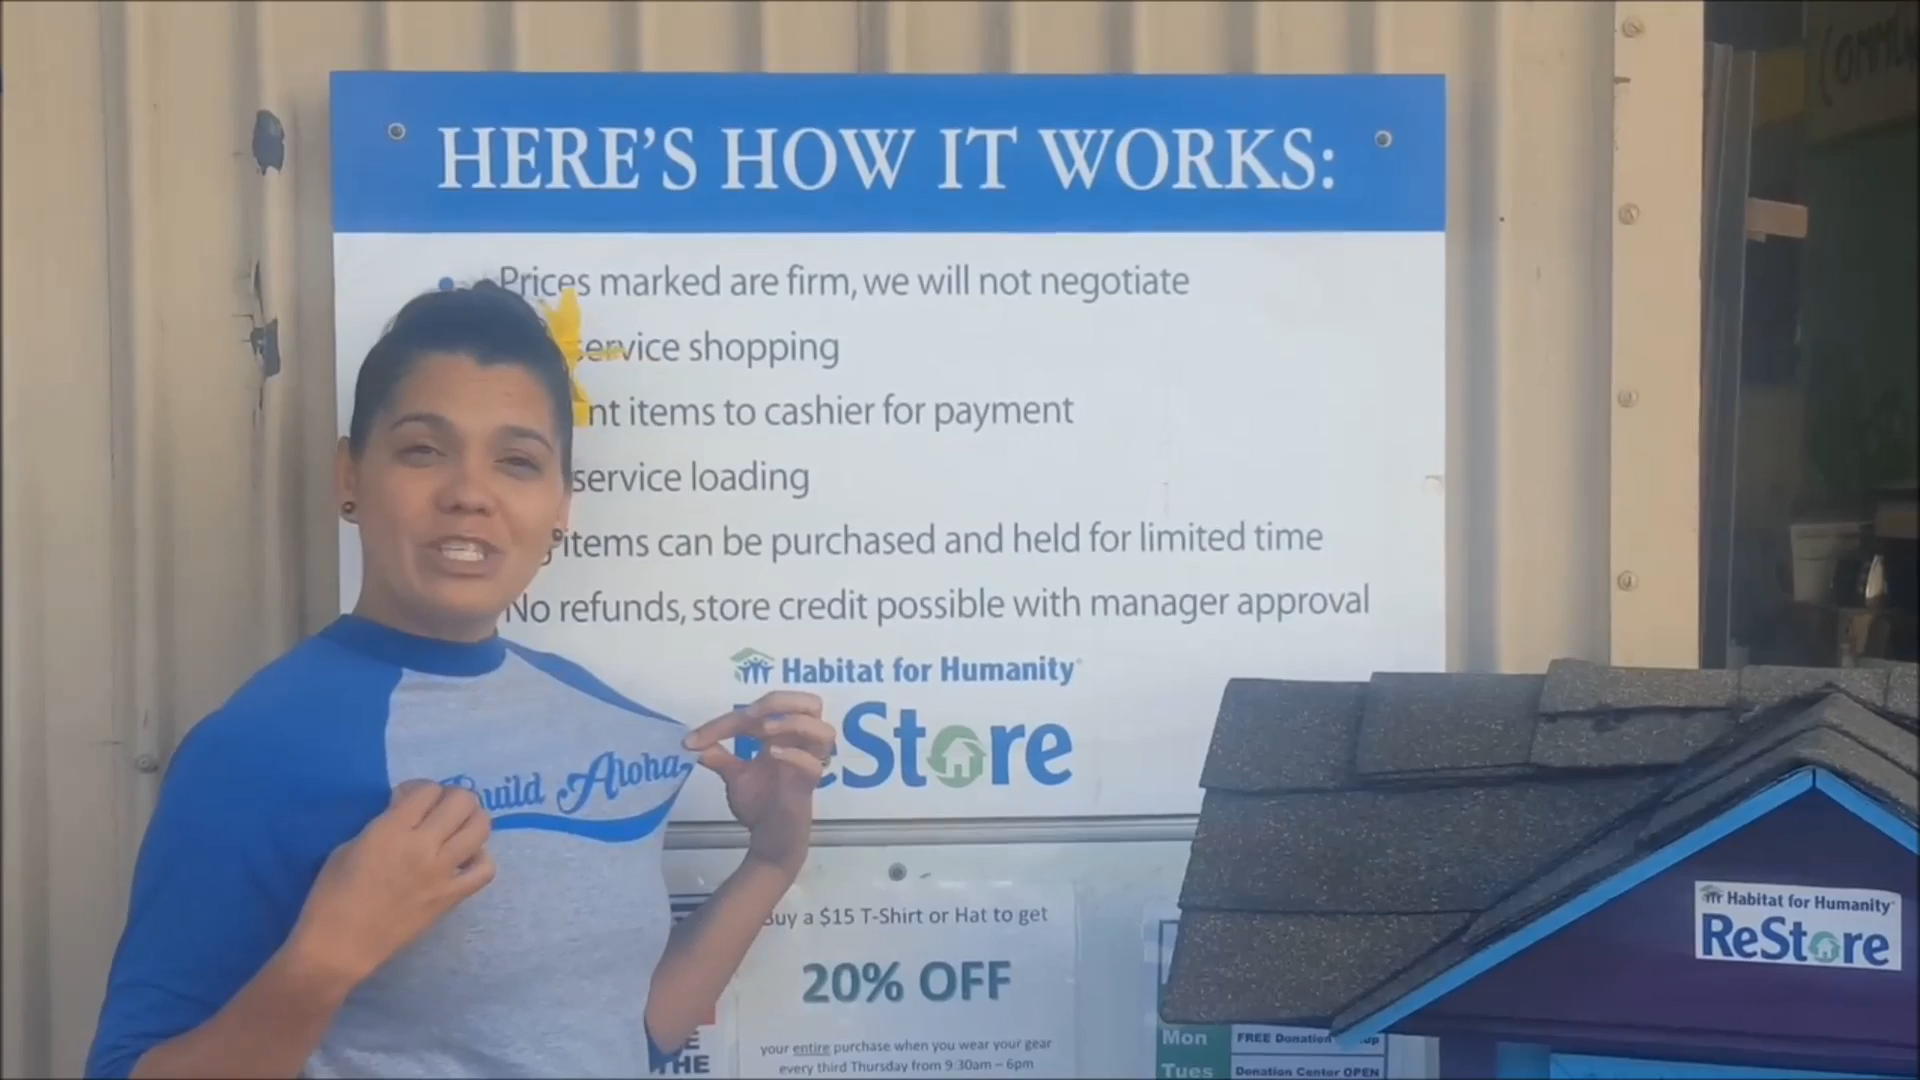 HERE'S HOW IT WORKS:
Prices marked are firm, we will not negotiate
service shopping
items to cashier for payment
service loading
items can be purchased and held for limited time
No refunds, store credit possible with manager approval
Habitat for Humanity
ReStore
Build Aloha
Buy a $15 T-Shirt or Hat to get
20% OFF
your entire purchase when you wear your gear
every third Thursday from 9:30am – 6pm
THE
Habitat for Humanity
ReStore
Mon FREE Donation
Tues Donation Center OPEN